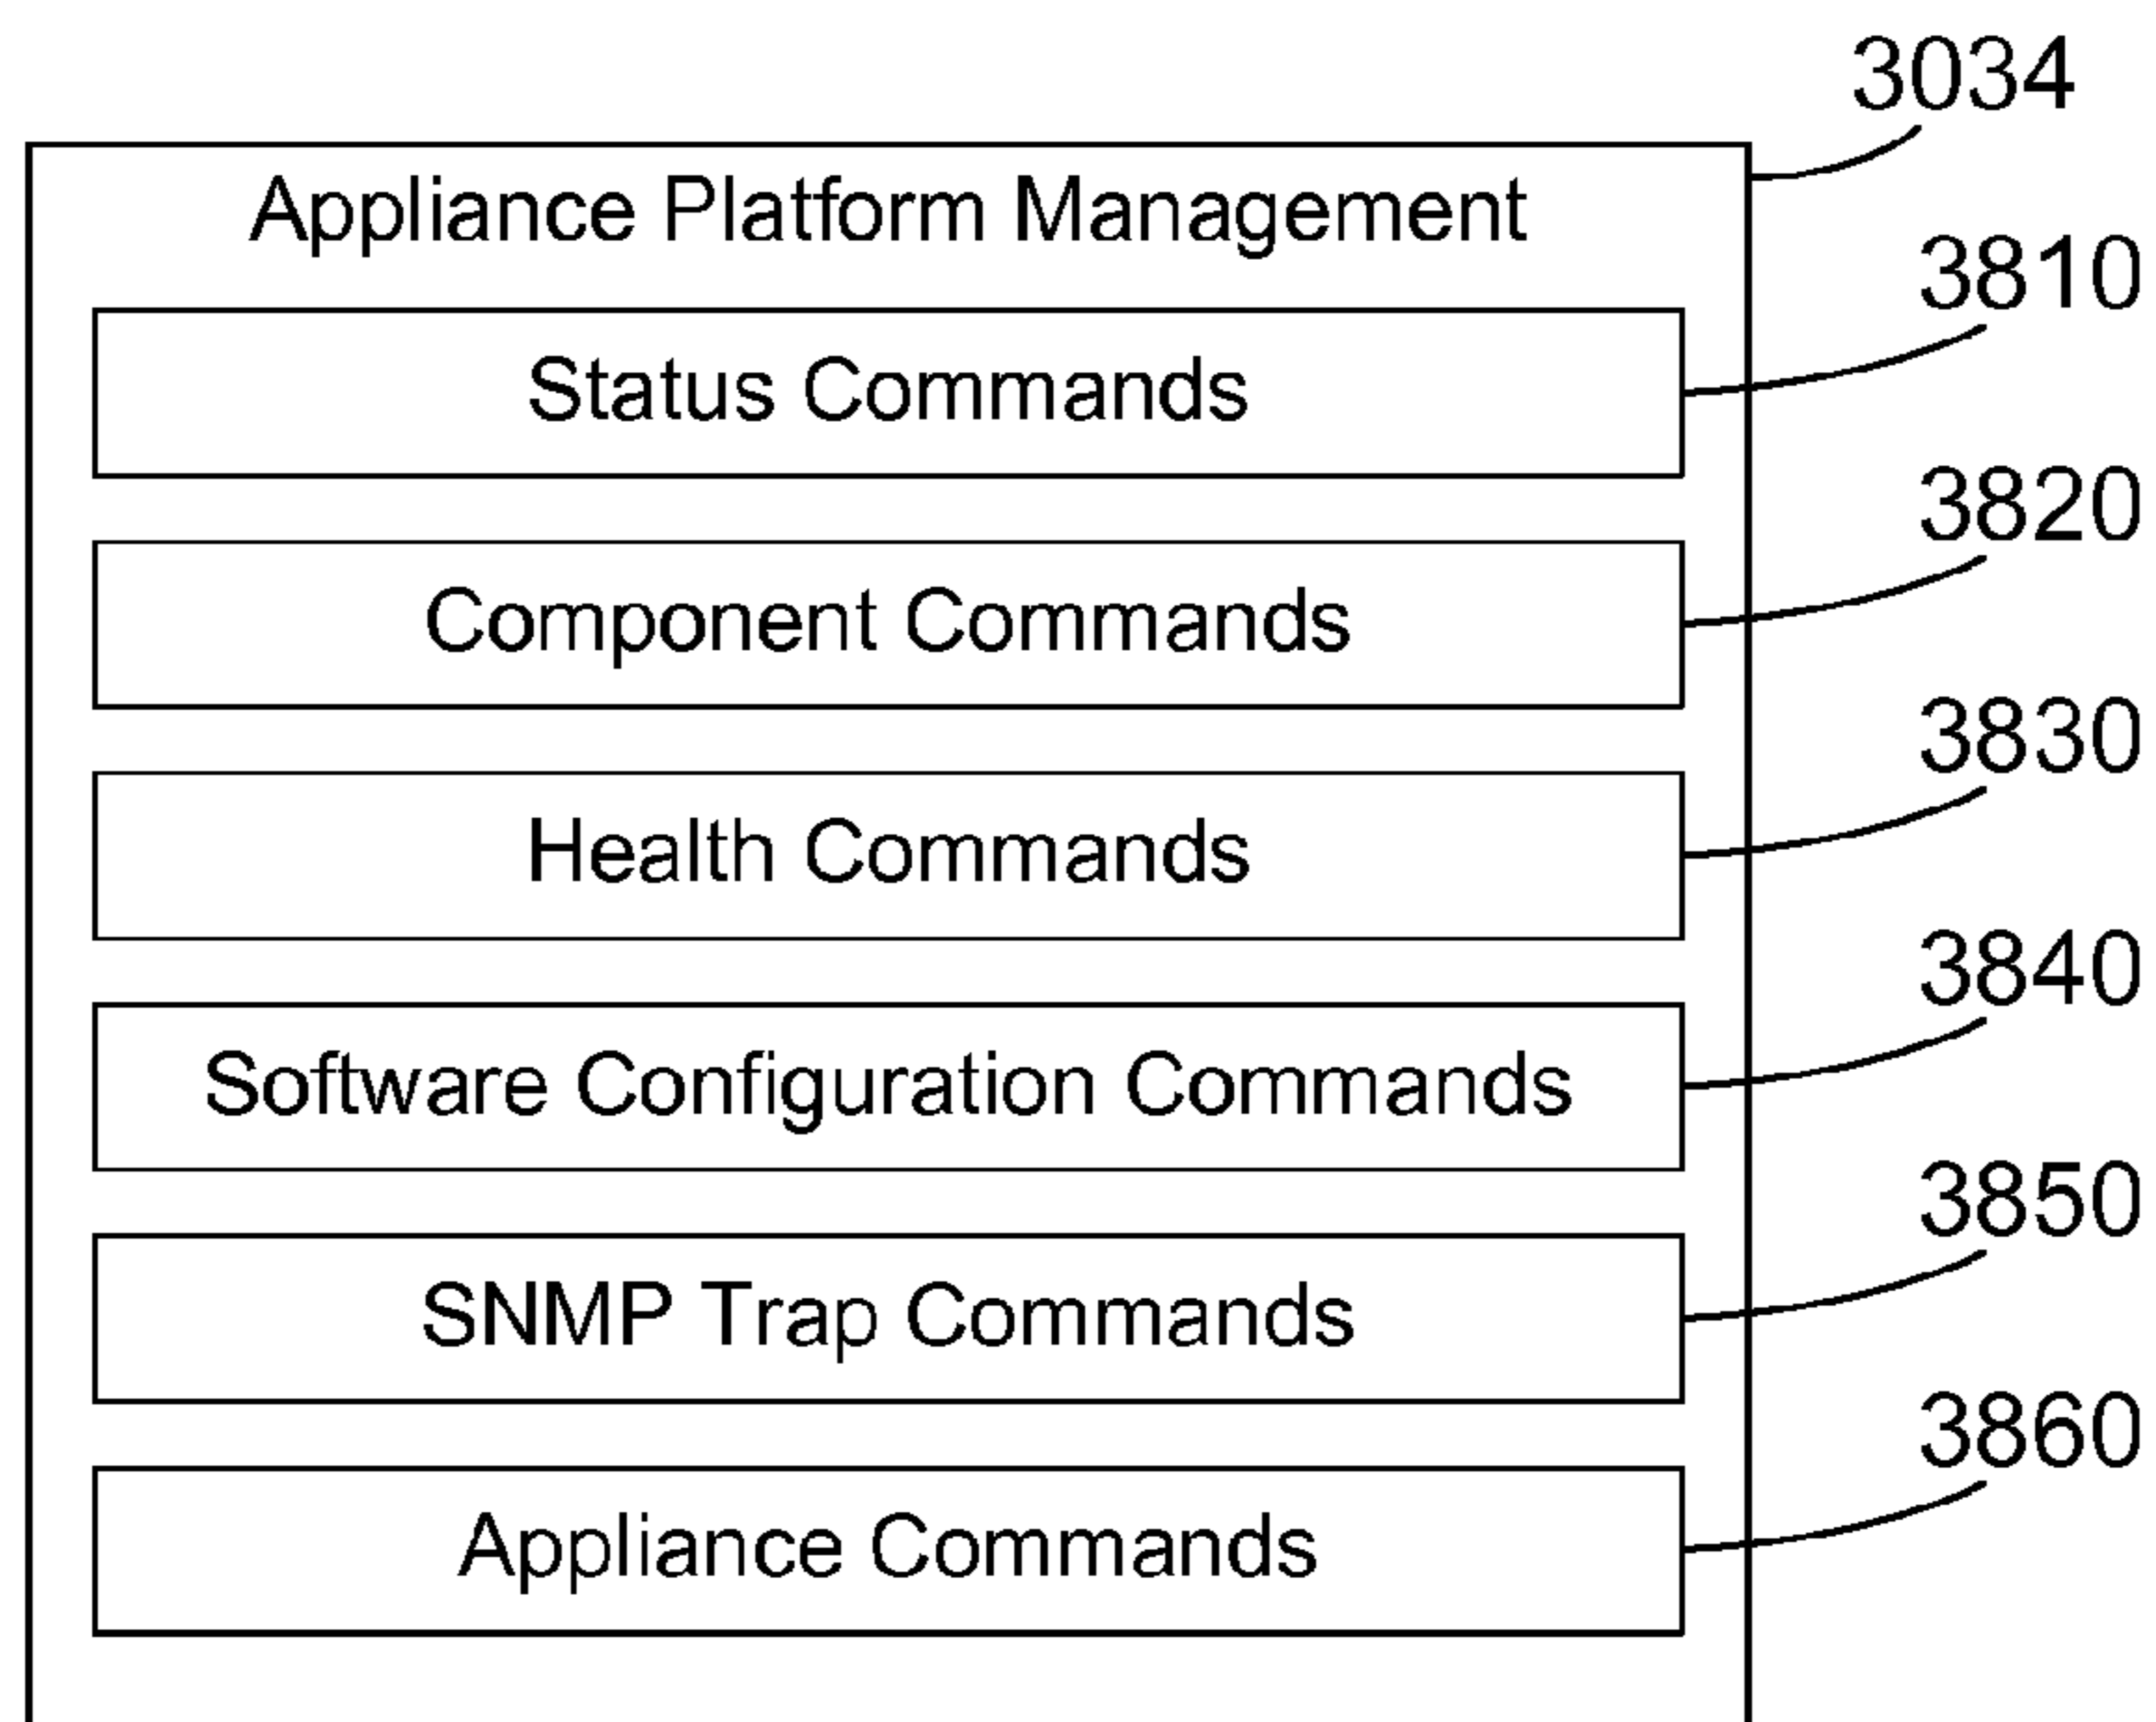 3034
Appliance Platform Management
3810
Status Commands
3820
Component Commands
3830
Health Commands
3840
Software Configuration Commands
3850
SNMP Trap Commands
3860
Appliance Commands